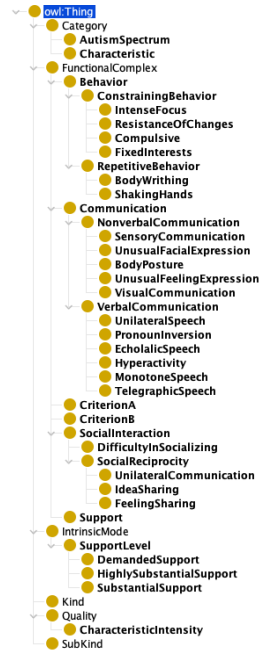 owl:Thing
Category
AutismSpectrum
Characteristic
FunctionalComplex
Behavior
ConstrainingBehavior
IntenseFocus
ResistanceOfChanges
Compulsive
FixedInterests
RepetitiveBehavior
BodyWrithing
ShakingHands
Communication
NonverbalCommunication
SensoryCommunication
UnusualFacialExpression
BodyPosture
UnusualFeelingExpression
VisualCommunication
VerbalCommunication
UnilateralSpeech
PronounInversion
EcholalicSpeech
Hyperactivity
MonotoneSpeech
TelegraphicSpeech
CriterionA
CriterionB
SocialInteraction
DifficultyInSocializing
SocialReciprocity
UnilateralCommunication
IdeaSharing
FeelingSharing
Support
IntrinsicMode
SupportLevel
DemandedSupport
HighlySubstantialSupport
SubstantialSupport
Kind
Quality
CharacteristicIntensity
SubKind